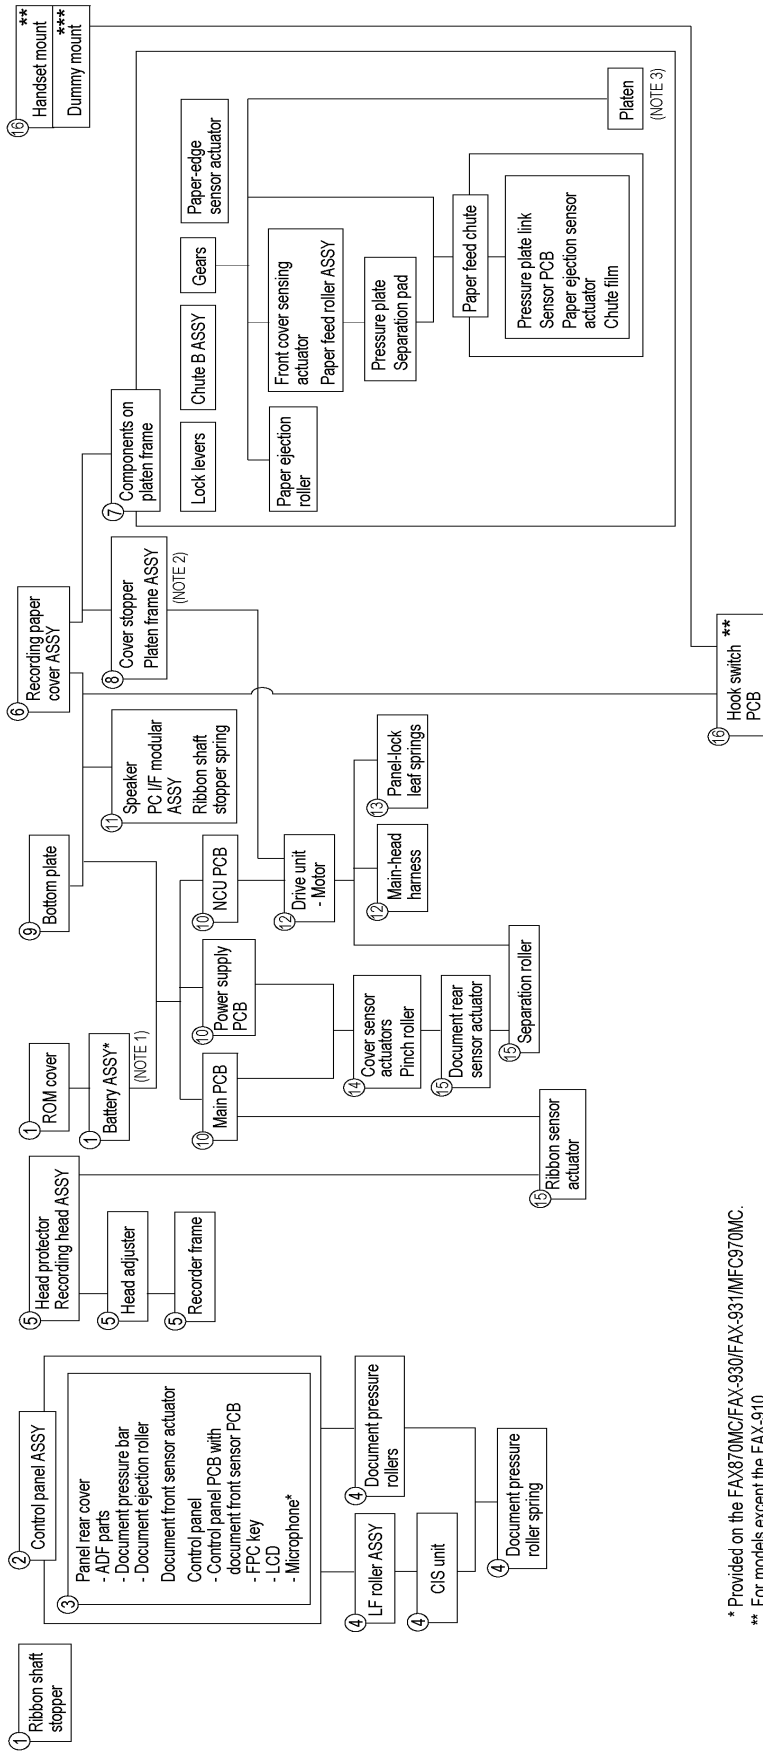 1
Ribbon shaft
stopper
2
Control panel ASSY
3
Panel rear cover
- ADF parts
- Document pressure bar
- Document ejection roller
Document front sensor actuator
Control panel
- Control panel PCB with
document front sensor PCB
- FPC key
- LCD
- Microphone*
4
LF roller ASSY
4
CIS unit
4
Document pressure
rollers
4
Document pressure
roller spring
5
Head protector
Recording head ASSY
5
Head adjuster
5
Recorder frame
1
ROM cover
1
Battery ASSY*
(NOTE 1)
9
Bottom plate
10
Main PCB
10
Power supply
PCB
10
NCU PCB
11
Speaker
PC I/F modular
ASSY
Ribbon shaft
stopper spring
12
Drive unit
- Motor
12
Main-head
harness
13
Panel-lock
leaf springs
14
Cover sensor
actuators
Pinch roller
15
Document rear
sensor actuator
15
Separation roller
15
Ribbon sensor
actuator
6
Recording paper
cover ASSY
8
Cover stopper
Platen frame ASSY
(NOTE 2)
7
Components on
platen frame
Lock levers
Chute B ASSY
Gears
Paper-edge
sensor actuator
Paper ejection
roller
Front cover sensing
actuator
Paper feed roller ASSY
Pressure plate
Separation pad
Paper feed chute
Pressure plate link
Sensor PCB
Paper ejection sensor
actuator
Chute film
Platen
(NOTE 3)
16
Handset mount **
Dummy mount ***
16
Hook switch **
PCB
* Provided on the FAX870MC/FAX-930/FAX-931/MFC970MC.
** For models except the FAX-910